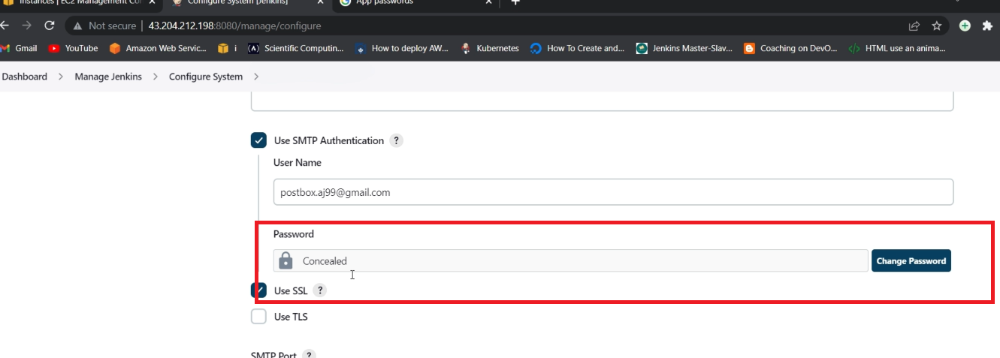 Instances | EC2 Management Co
Configure System [Jenkins]
App passwords
Not secure | 43.204.212.198:8080/manage/configure
Gmail
YouTube
Amazon Web Servic...
i
Scientific Computin...
How to deploy AW...
Kubernetes
How To Create and...
Jenkins Master-Slav...
Coaching on DevO...
HTML use an anima...
Dashboard > Manage Jenkins > Configure System >
Use SMTP Authentication ?
User Name
postbox.aj99@gmail.com
Password
Concealed
Change Password
Use SSL ?
Use TLS
SMTP Port ?